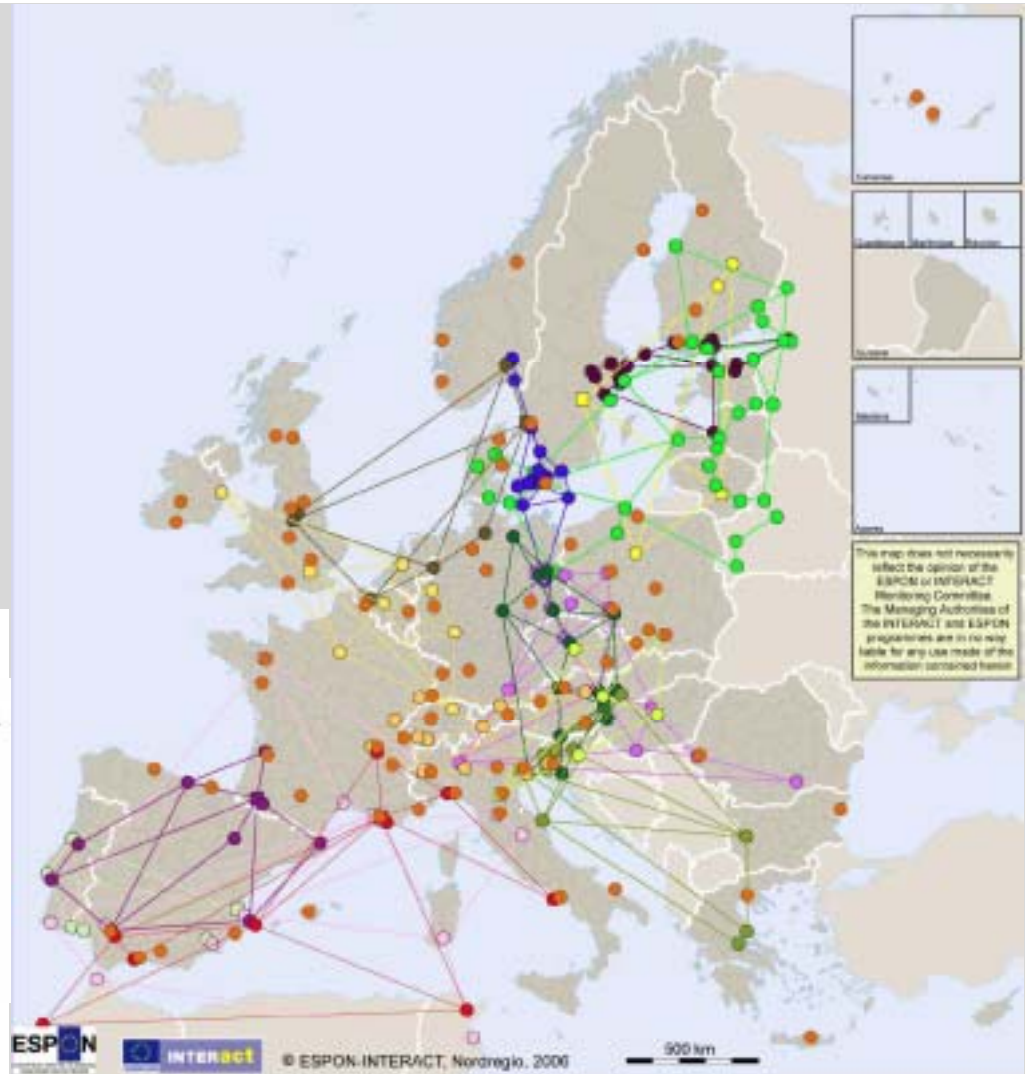 Canarias
Guadeloupe Martinique Réunion
Guyane
Madeira
Azores
This map does not necessarily
reflect the opinion of the
ESPON or INTERACT
Monitoring Committee.
The Managing Authorities of
the INTERACT and ESPON
programmes are in no way
liable for any use made of the
information contained herein
ESPON
INTERact
© ESPON-INTERACT, Nordregio, 2006
500 km